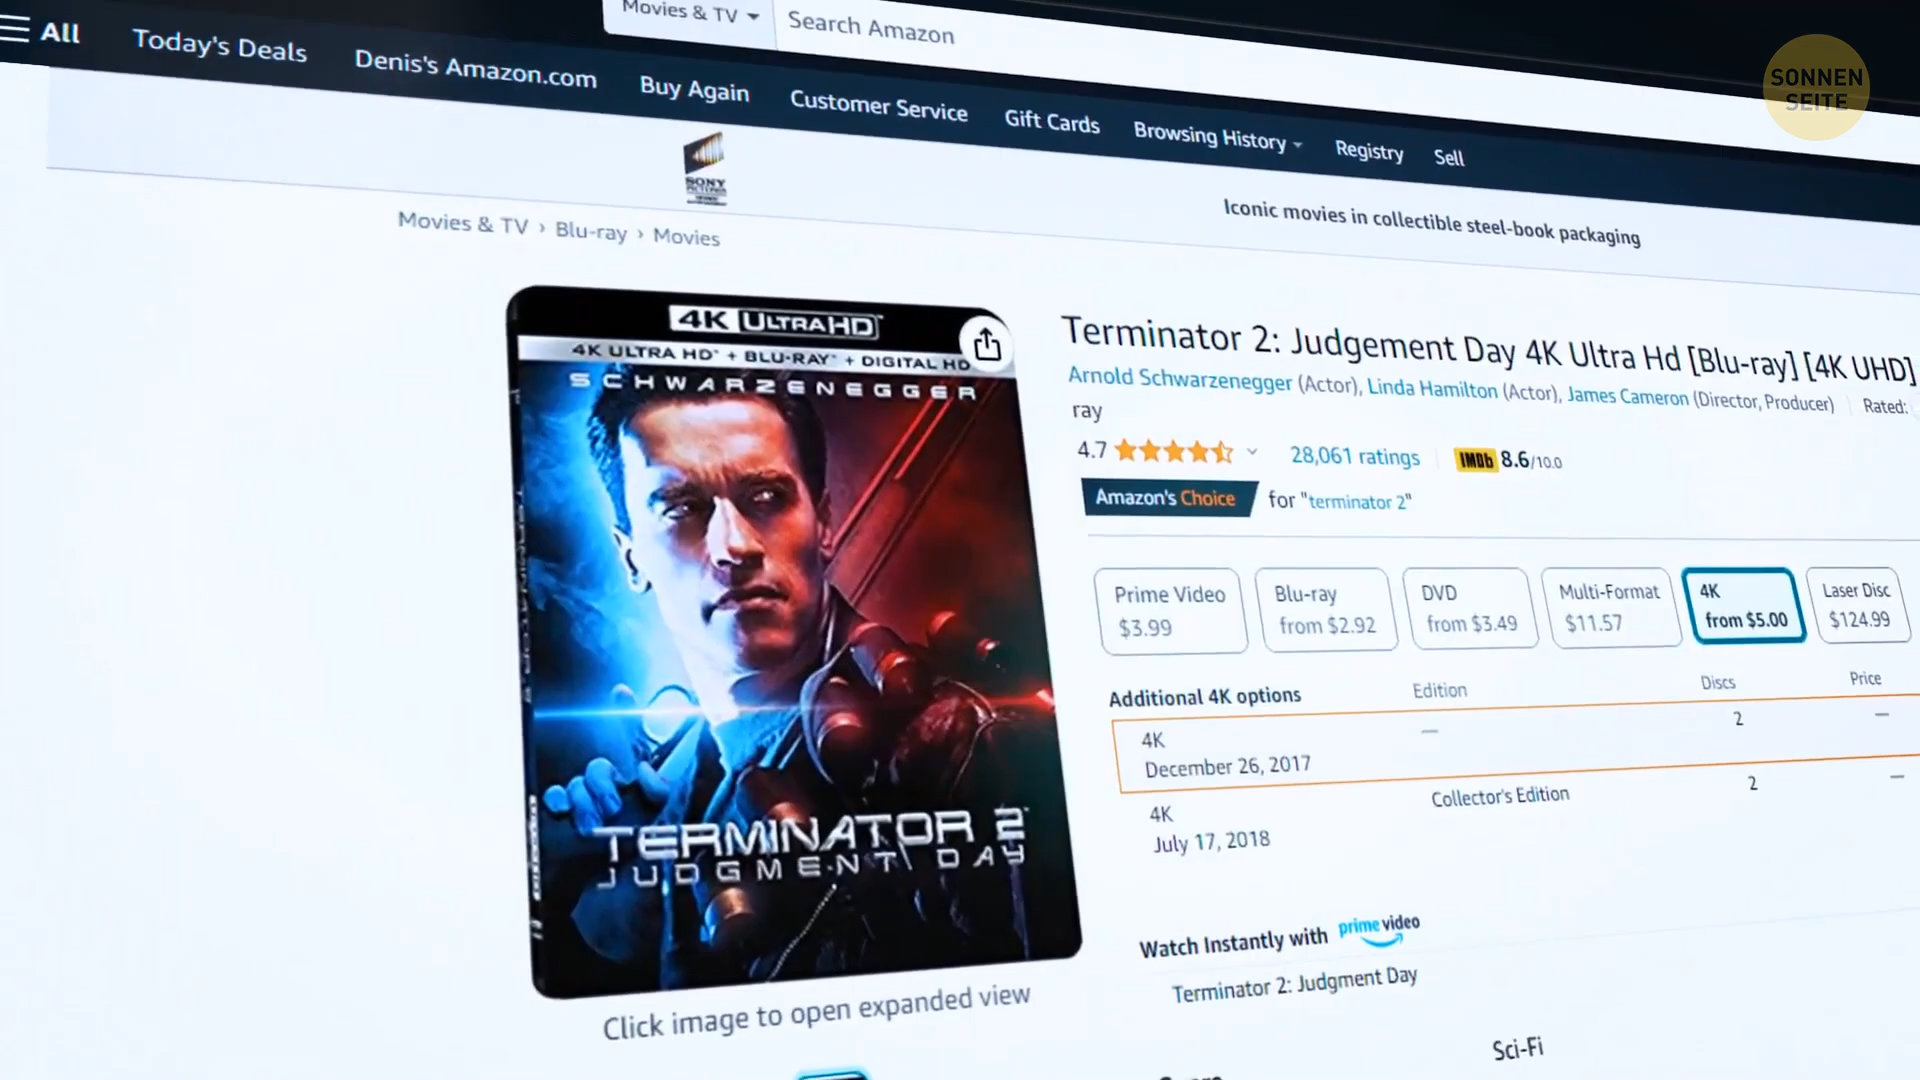 Movies & TV
Search Amazon
All
Today's Deals
Denis's Amazon.com
Buy Again
Customer Service
Gift Cards
Browsing History
Registry
Sell
SONNEN
SEITE
SONY
PICTURES
Iconic movies in collectible steel-book packaging
Movies & TV › Blu-ray › Movies
4K ULTRA HD
4K ULTRA HD + BLU-RAY + DIGITAL HD
SCHWARZENEGGER
TERMINATOR 2
JUDGMENT DAY
Click image to open expanded view
Terminator 2: Judgement Day 4K Ultra Hd [Blu-ray] [4K UHD]
Arnold Schwarzenegger (Actor), Linda Hamilton (Actor), James Cameron (Director, Producer) Rated:
ray
4.7 28,061 ratings IMDb 8.6/10.0
Amazon's Choice for "terminator 2"
Prime Video
$3.99
Blu-ray
from $2.92
DVD
from $3.49
Multi-Format
$11.57
4K
from $5.00
Laser Disc
$124.99
Additional 4K options Edition Discs Price
4K — 2 —
December 26, 2017
4K Collector's Edition 2 —
July 17, 2018
Watch Instantly with prime video
Terminator 2: Judgment Day
Sci-Fi